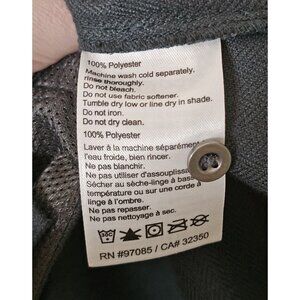 100% Polyester
Machine wash cold separately,
rinse thoroughly.
Do not bleach.
Do not use fabric softener.
Tumble dry low or line dry in shade.
Do not iron.
Do not dry clean.
100% Polyester
Laver à la machine séparément
l'eau froide, bien rincer.
Ne pas blanchir.
Ne pas utiliser d'assouplis
Sécher au sèche-linge à bas
température ou sur une corde à
linge à l'ombre.
Ne pas repasser.
Ne pas nettoyage à sec.
RN #97085 / CA# 32350